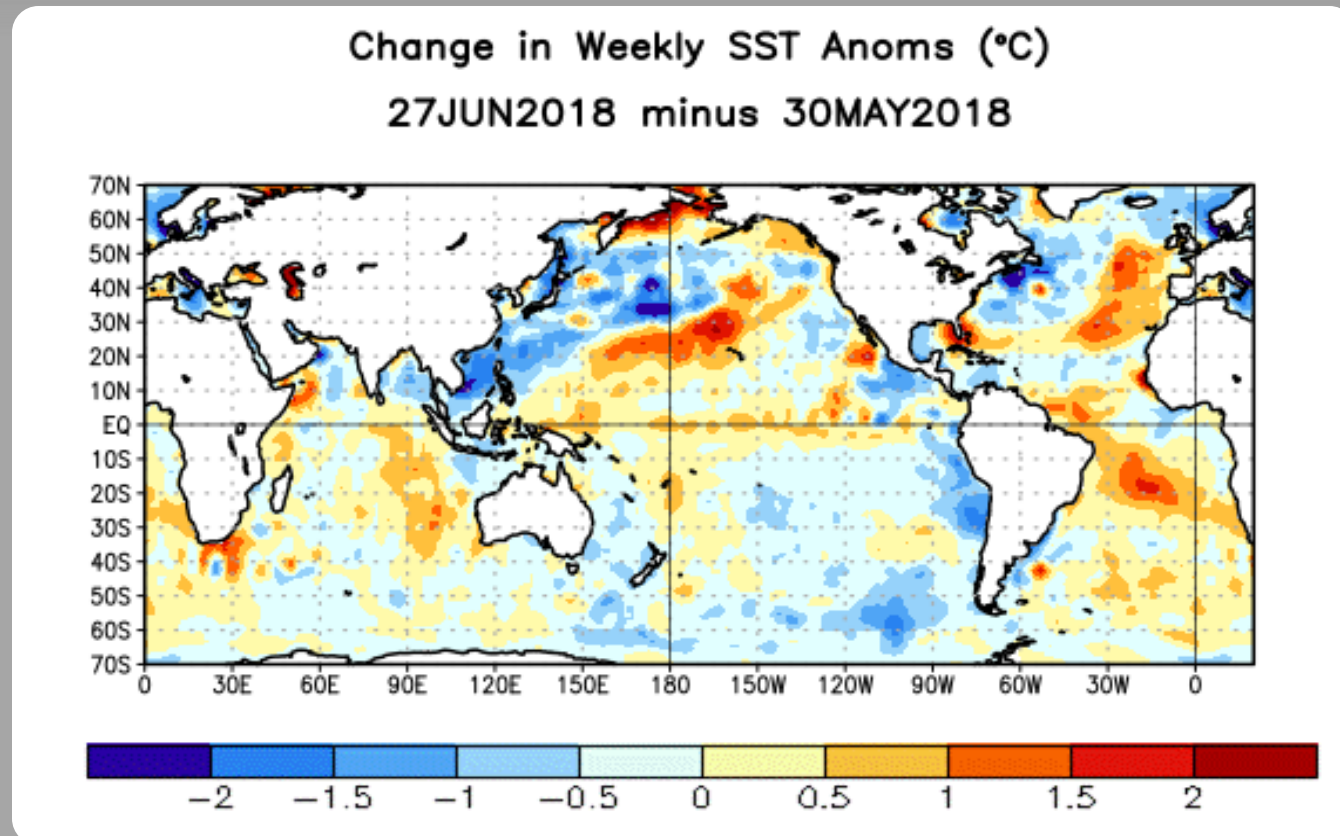 Change in Weekly SST Anoms (°C)
27JUN2018 minus 30MAY2018
70N
60N
50N
40N
30N
20N
10N
EQ
10S
20S
30S
40S
50S
60S
70S
0 30E 60E 90E 120E 150E 180 150W 120W 90W 60W 30W 0
−2 −1.5 −1 −0.5 0 0.5 1 1.5 2